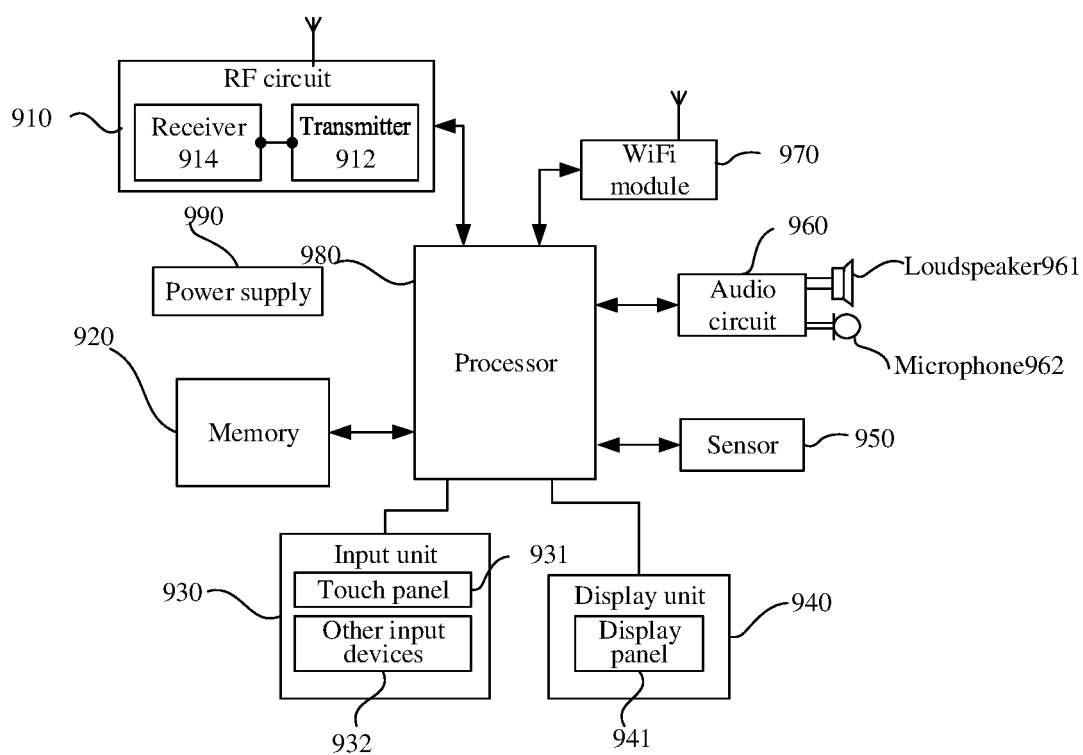 RF circuit
910
Receiver
914
Transmitter
912
WiFi
module
970
990
Power supply
980
960
Audio
circuit
Loudspeaker961
Microphone962
920
Memory
Processor
Sensor
950
Input unit
931
Touch panel
930
Other input
devices
932
Display unit
940
Display
panel
941